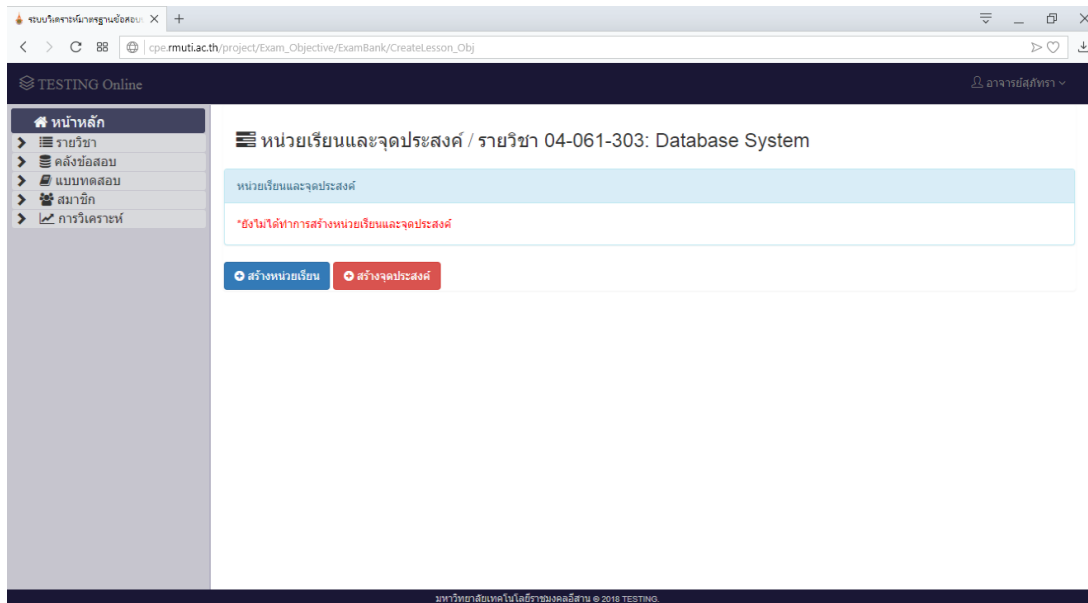 ระบบวิเคราะห์มาตรฐานข้อสอบ
cpe.rmuti.ac.th/project/Exam_Objective/ExamBank/CreateLesson_Obj
TESTING Online
อาจารย์สุภัทรา
หน้าหลัก
รายวิชา
คลังข้อสอบ
แบบทดสอบ
สมาชิก
การวิเคราะห์
หน่วยเรียนและจุดประสงค์ / รายวิชา 04-061-303: Database System
หน่วยเรียนและจุดประสงค์
*ยังไม่ได้ทำการสร้างหน่วยเรียนและจุดประสงค์
สร้างหน่วยเรียน สร้างจุดประสงค์
มหาวิทยาลัยเทคโนโลยีราชมงคลอีสาน © 2018 TESTING.